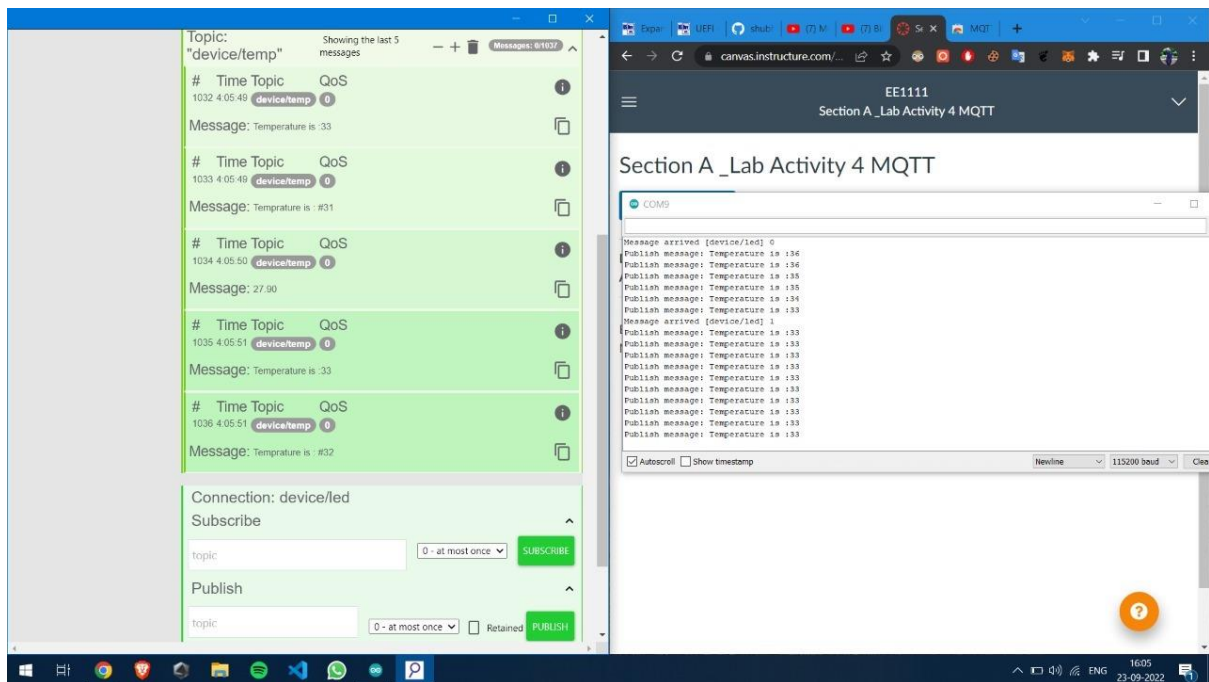 Topic:
"device/temp"
Showing the last 5
messages
Messages: 0/1037
# Time Topic QoS
1032 4:05:49 device/temp 0
Message: Temperature is :33
# Time Topic QoS
1033 4:05:49 device/temp 0
Message: Temprature is : #31
# Time Topic QoS
1034 4:05:50 device/temp 0
Message: 27.90
# Time Topic QoS
1035 4:05:51 device/temp 0
Message: Temperature is :33
# Time Topic QoS
1036 4:05:51 device/temp 0
Message: Temprature is : #32
Connection: device/led
Subscribe
topic
0 - at most once
SUBSCRIBE
Publish
topic
0 - at most once
Retained
PUBLISH
Expar
UEFI
shubl
(7) M
(7) Bi
Se
MQT
canvas.instructure.com/...
EE1111
Section A _Lab Activity 4 MQTT
Section A _Lab Activity 4 MQTT
COM9
Message arrived [device/led] 0
Publish message: Temperature is :36
Publish message: Temperature is :36
Publish message: Temperature is :35
Publish message: Temperature is :35
Publish message: Temperature is :34
Publish message: Temperature is :33
Message arrived [device/led] 1
Publish message: Temperature is :33
Publish message: Temperature is :33
Publish message: Temperature is :33
Publish message: Temperature is :33
Publish message: Temperature is :33
Publish message: Temperature is :33
Publish message: Temperature is :33
Publish message: Temperature is :33
Publish message: Temperature is :33
Publish message: Temperature is :33
Autoscroll Show timestamp
Newline
115200 baud
Clea
ENG
16:05
23-09-2022